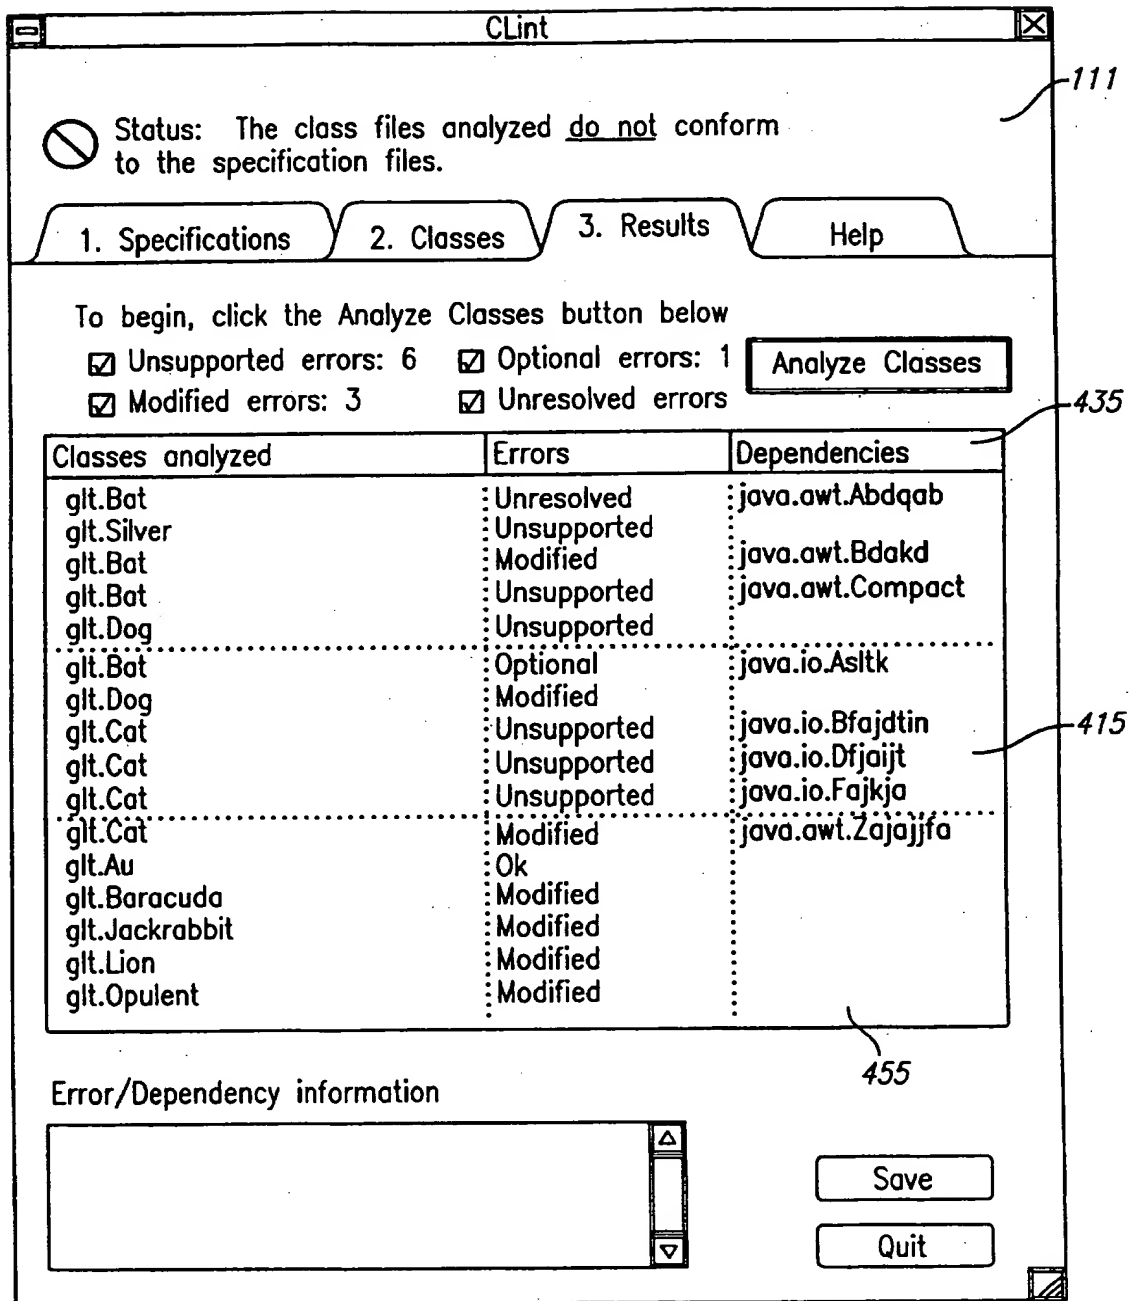 CLint
111
Status: The class files analyzed do not conform
to the specification files.
1. Specifications 2. Classes 3. Results Help
To begin, click the Analyze Classes button below
Unsupported errors: 6 Optional errors: 1 Analyze Classes
Modified errors: 3 Unresolved errors
435
Classes analyzed Errors Dependencies
glt.Bat Unresolved java.awt.Abdqab
glt.Silver Unsupported
glt.Bat Modified java.awt.Bdakd
glt.Bat Unsupported java.awt.Compact
glt.Dog Unsupported
glt.Bat Optional java.io.Asltk
glt.Dog Modified
glt.Cat Unsupported java.io.Bfajdtin
415
glt.Cat Unsupported java.io.Dfjaijt
glt.Cat Unsupported java.io.Fajkja
glt.Cat Modified java.awt.Zajajjfa
glt.Au Ok
glt.Baracuda Modified
glt.Jackrabbit Modified
glt.Lion Modified
glt.Opulent Modified
455
Error/Dependency information
Save
Quit